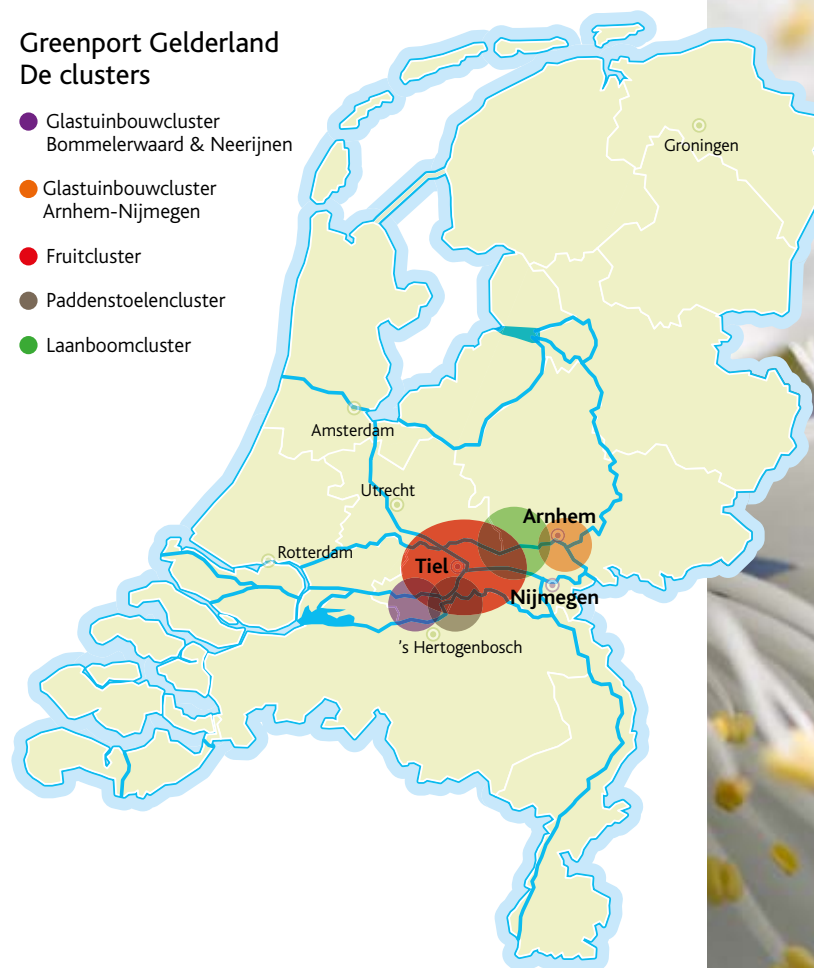 Greenport Gelderland
De clusters
Glastuinbouwcluster
Bommelerwaard & Neerijnen
Glastuinbouwcluster
Arnhem-Nijmegen
Fruitcluster
Paddenstoelencluster
Laanboomcluster
Groningen
Amsterdam
Utrecht
Arnhem
Rotterdam
Tiel
Nijmegen
's Hertogenbosch